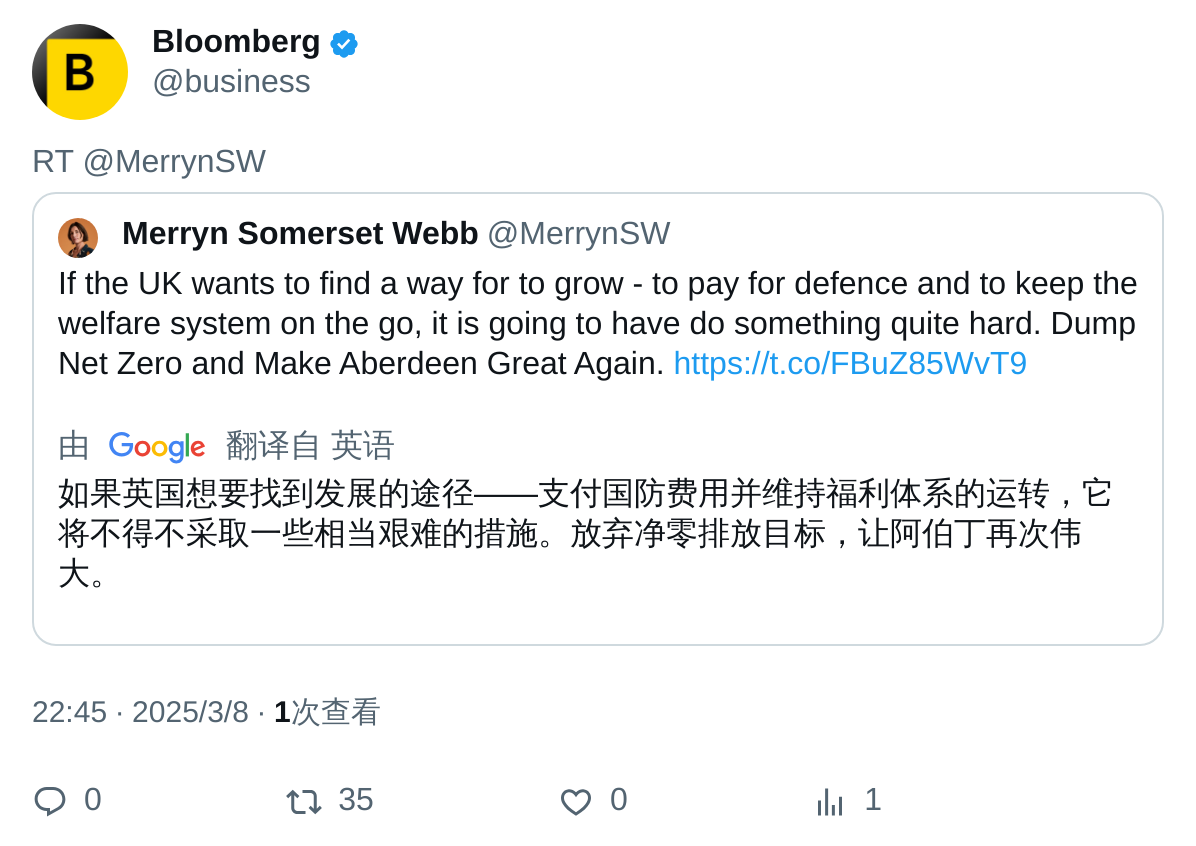 B
Bloomberg
@business
RT @MerrynSW
Merryn Somerset Webb @MerrynSW
If the UK wants to find a way for to grow - to pay for defence and to keep the
welfare system on the go, it is going to have do something quite hard. Dump
Net Zero and Make Aberdeen Great Again. https://t.co/FBuZ85WvT9
由 Google 翻译自 英语
如果英国想要找到发展的途径——支付国防费用并维持福利体系的运转，它
将不得不采取一些相当艰难的措施。放弃净零排放目标，让阿伯丁再次伟
大。
22:45 · 2025/3/8 · 1次查看
0 35 0 1